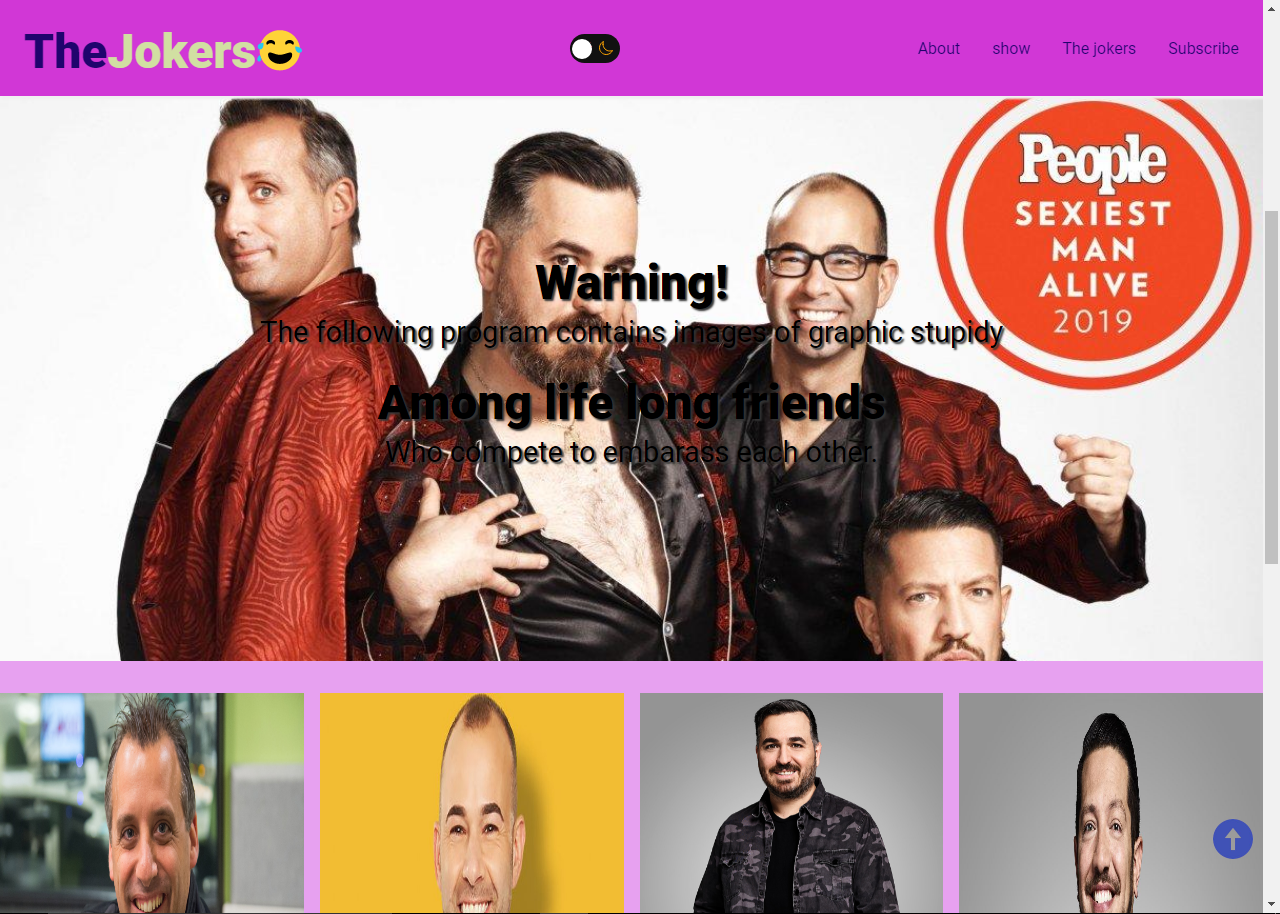 TheJokers😂
About show The jokers Subscribe
People
SEXIEST
MAN
ALIVE
2019
Warning!
The following program contains images of graphic stupidy
Among life long friends
Who compete to embarass each other.